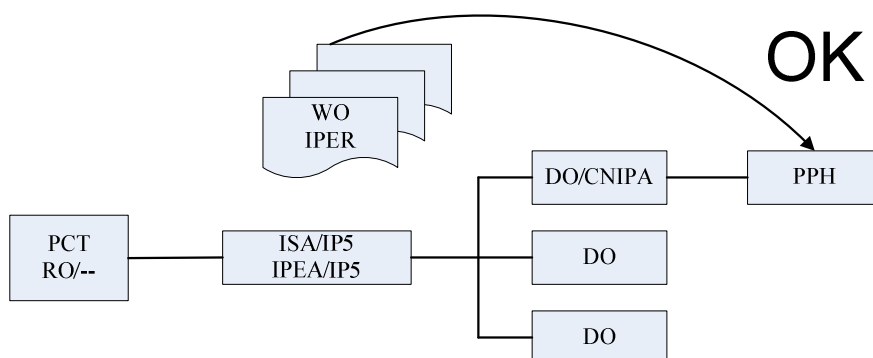 OK
WO
IPER
DO/CNIPA
PPH
PCT
RO/--
ISA/IP5
IPEA/IP5
DO
DO